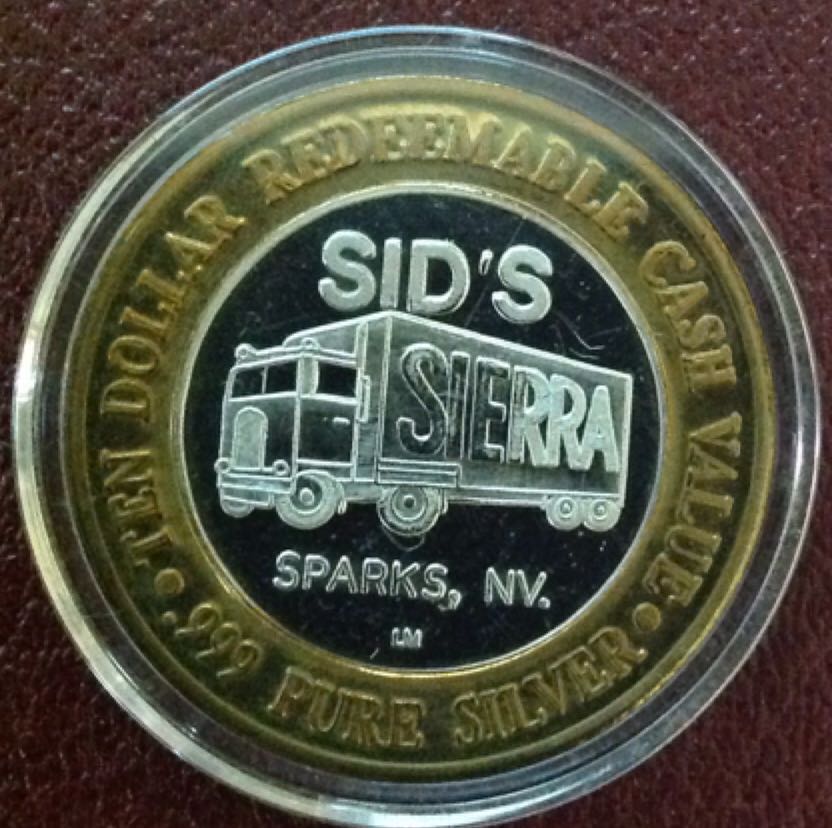 TEN DOLLAR REDEEMABLE CASH VALUE
SID'S
SIERRA
SPARKS, NV.
LM
• .999 PURE SILVER •